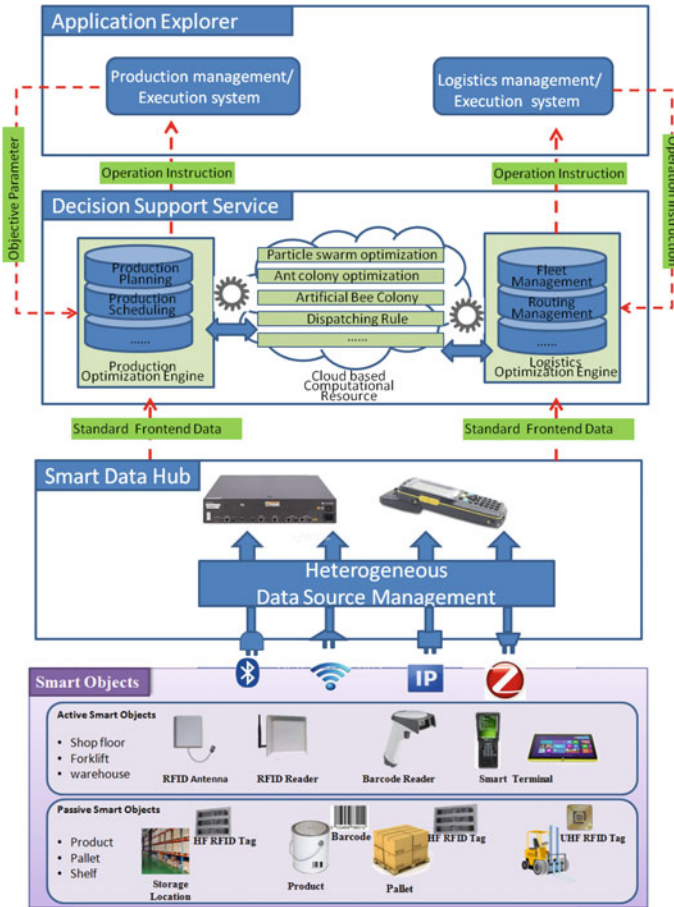 Application Explorer
Production management/
Execution system
Logistics management/
Execution system
Objective Parameter
Operation Instruction
Operation Instruction
Operation Instruction
Decision Support Service
Production
Planning
Production
Scheduling
......
Production
Optimization Engine
Particle swarm optimization
Ant colony optimization
Artificial Bee Colony
Dispatching Rule
......
Cloud based
Computational
Resource
Fleet
Management
Routing
Management
......
Logistics
Optimization Engine
Standard Frontend Data
Standard Frontend Data
Smart Data Hub
Heterogeneous
Data Source Management
IP
Smart Objects
Active Smart Objects
• Shop floor
• Forklift
• warehouse
RFID Antenna
RFID Reader
Barcode Reader
Smart Terminal
Passive Smart Objects
• Product
• Pallet
• Shelf
HF RFID Tag
Storage
Location
Barcode
Product
HF RFID Tag
Pallet
UHF RFID Tag